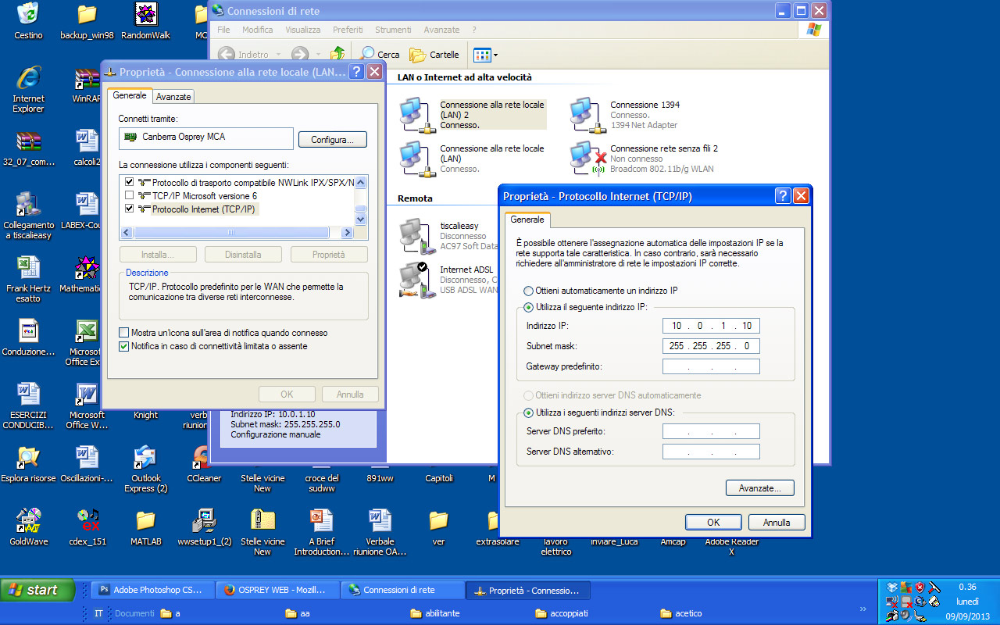 Cestino
backup_win98
RandomWalk
MC
Internet Explorer
WinRAR
32_07_com...
calcoli2
Collegamento a tiscalieasy
LABEX-Cou
Frank Hertz esatto
Mathematic
Conduzione...
Microsof Office Ex
ESERCIZI CONDUCIB...
Microsoft Office W...
Knight
verb riunion
Esplora risorse
Oscillazioni-...
Outlook Express (2)
CCleaner
Stelle vicine New
croce del sudww
891ww
Capitoli
M
GoldWave
cdex_151
MATLAB
wwsetup1_(2)
Stelle vicine New
A Brief Introduction...
Verbale riunione OA...
ver
extrasolare
lavoro elettrico
inviare_Luca
Amcap
Adobe Reader X
Connessioni di rete
File Modifica Visualizza Preferiti Strumenti Avanzate ?
Indietro Cerca Cartelle
LAN o Internet ad alta velocità
Connessione alla rete locale (LAN) 2
Connesso.
Connessione 1394
Connesso.
1394 Net Adapter
Connessione alla rete locale (LAN)
Connesso.
Connessione rete senza fili 2
Non connesso
Broadcom 802.11b/g WLAN
Remota
tiscalieasy
Disconnesso
AC97 Soft Data
Internet ADSL
Disconnesso, C
USB ADSL WAN
Indirizzo IP: 10.0.1.10
Subnet mask: 255.255.255.0
Configurazione manuale
Proprietà - Connessione alla rete locale (LAN...
Generale Avanzate
Connetti tramite:
Canberra Osprey MCA
Configura...
La connessione utilizza i componenti seguenti:
Protocollo di trasporto compatibile NWLink IPX/SPX/N
TCP/IP Microsoft versione 6
Protocollo Internet (TCP/IP)
Installa... Disinstalla Proprietà
Descrizione
TCP/IP. Protocollo predefinito per le WAN che permette la
comunicazione tra diverse reti interconnesse.
Mostra un'icona sull'area di notifica quando connesso
Notifica in caso di connettività limitata o assente
OK Annulla
Proprietà - Protocollo Internet (TCP/IP)
Generale
È possibile ottenere l'assegnazione automatica delle impostazioni IP se la
rete supporta tale caratteristica. In caso contrario, sarà necessario
richiedere all'amministratore di rete le impostazioni IP corrette.
Ottieni automaticamente un indirizzo IP
Utilizza il seguente indirizzo IP:
Indirizzo IP: 10 . 0 . 1 . 10
Subnet mask: 255 . 255 . 255 . 0
Gateway predefinito: . . .
Ottieni indirizzo server DNS automaticamente
Utilizza i seguenti indirizzi server DNS:
Server DNS preferito: . . .
Server DNS alternativo: . . .
Avanzate...
OK Annulla
start
Ps Adobe Photoshop CS...
OSPREY WEB - Mozill...
Connessioni di rete
Proprietà - Connessio...
IT Documenti a aa abilitante accoppiati acetico »
0.36
lunedì
09/09/2013